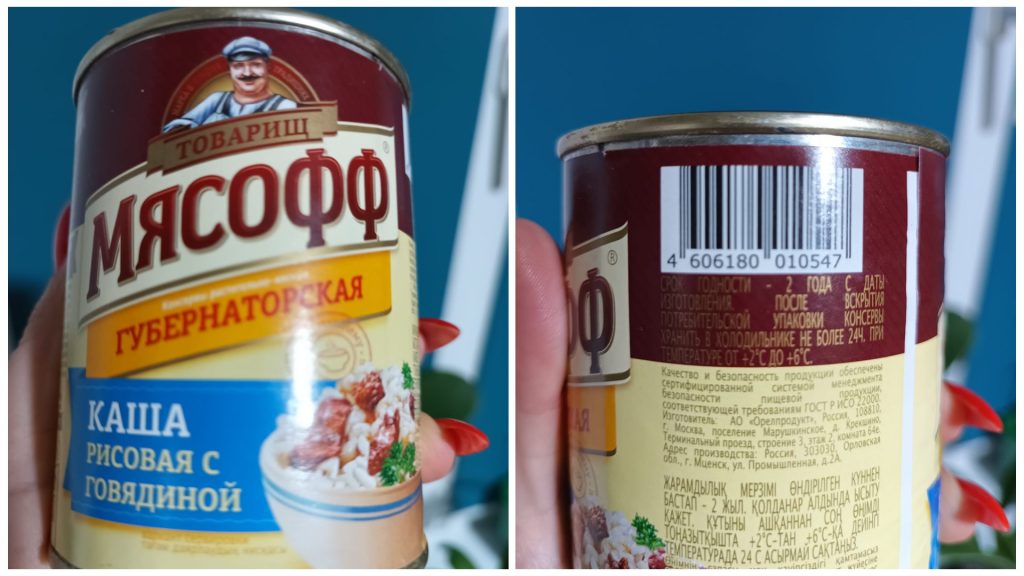 ТОВАРИЩ
МЯСОФФ
®
ГУБЕРНАТОРСКАЯ
КАША
РИСОВАЯ С
ГОВЯДИНОЙ
®
4 606180 010547
СРОК ГОДНОСТИ - 2 ГОДА С ДАТЫ
ИЗГОТОВЛЕНИЯ. ПОСЛЕ ВСКРЫТИЯ
ПОТРЕБИТЕЛЬСКОЙ УПАКОВКИ КОНСЕРВЫ
ХРАНИТЬ В ХОЛОДИЛЬНИКЕ НЕ БОЛЕЕ 24Ч. ПРИ
ТЕМПЕРАТУРЕ ОТ +2°С ДО +6°С.
Качество и безопасность продукции обеспечены
сертифицированной системой менеджмента
безопасности пищевой продукции,
соответствующей требованиям ГОСТ Р ИСО 22000.
Изготовитель: АО «Орелпродукт», Россия, 108810,
г. Москва, поселение Марушкинское, д. Крекшино,
Терминальный проезд, строение 3, этаж 2, комната 64е.
Адрес производства: Россия, 303030, Орловская
обл., г. Мценск, ул. Промышленная, д.2А.
ЖАРАМДЫЛЫҚ МЕРЗІМІ ӨНДІРІЛГЕН КҮННЕН
БАСТАП - 2 ЖЫЛ. ҚОЛДАНАР АЛДЫНДА ЫСЫТУ
ҚАЖЕТ. ҚҰТЫНЫ АШҚАННАН СОҢ ӨНІМДІ
ТОҢАЗЫТҚЫШТА +2°С-ТАН +6°С-ҚА ДЕЙІНГІ
ТЕМПЕРАТУРАДА 24 С АСЫРМАЙ САҚТАҢЫЗ.